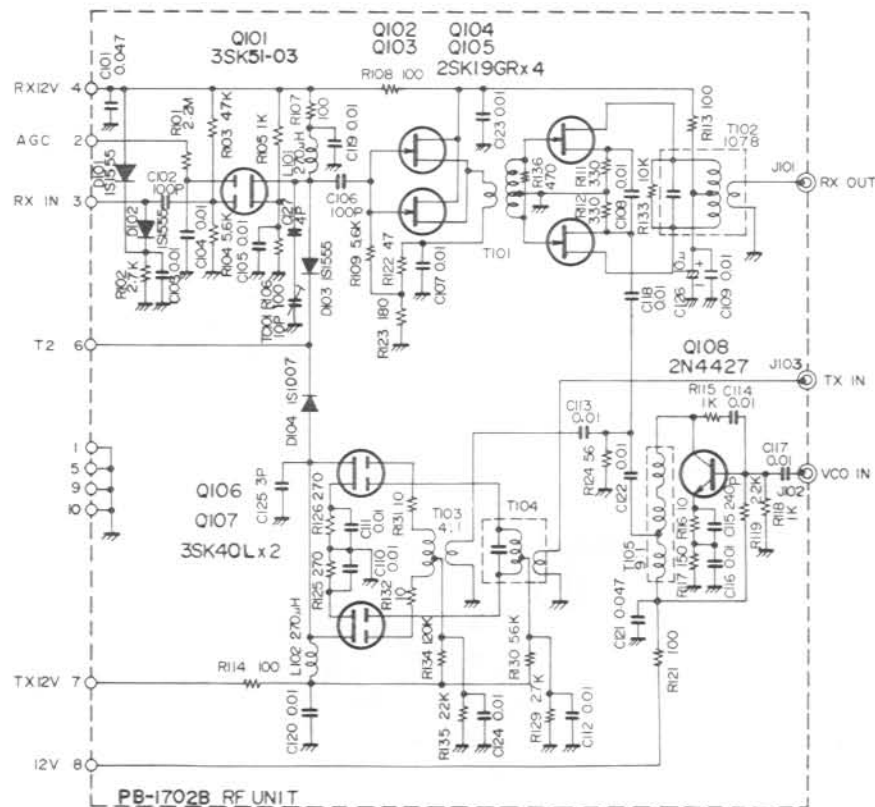 Q101
3SK51-03
Q102
Q103
Q104
Q105
2SK19GRx4
C101
0.047
RX12V 4
R108 100
R107
100
R101
2.2M
R103 47K
R105 1K
C119 0.01
C123 0.01
R113 100
T102
1078
AGC 2
L101
270μH
D101
1S1555
C102
100P
R136
470
R111
330
C108 0.01
R133 10K
J101
RX OUT
RX IN 3
C106
100P
R112
330
D102
1S1555
C127
4P
T101
R102
2.7K
C103 0.01
C104 0.01
R104 5.6K
C105 0.01
R106
100
TC101
10P
D103 1S1555
R109 5.6K
R122 47
C107 0.01
C118
0.01
C126 10μ
C109 0.01
R123 180
T2 6
Q108
2N4427
J103
TX IN
D104 1S1007
R115
1K
C114
0.01
C113
0.01
1
5
9
10
C117
0.01
VCO IN
J102
R124 56
C122 0.01
Q106
Q107
3SK40L x 2
C125 3P
R126 270
C111
0.01
R131 10
T103
4:1
T104
R116 10
C115 240P
R119 2.2K
R118
1K
R125 270
C110
0.01
R132
10
T105
9:1
R117 150
C116 0.01
L102 270μH
C121 0.047
R114 100
R134 120K
R130 56K
R121 100
TX12V 7
C120 0.01
R135 22K
C124 0.01
R129 27K
C112 0.01
12V 8
PB-1702B RF UNIT